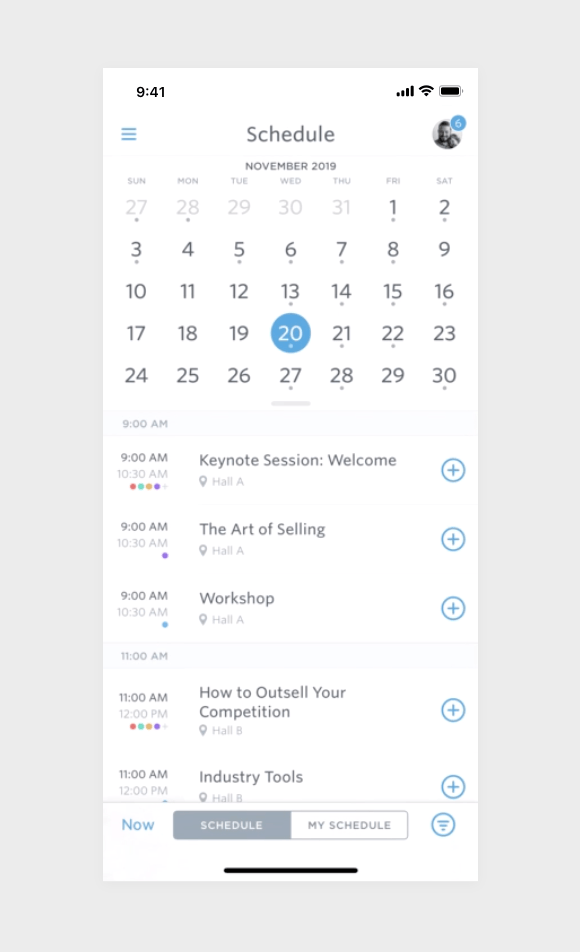 9:41
Schedule
6
NOVEMBER 2019
SUN MON TUE WED THU FRI SAT
27 28 29 30 31 1 2
3 4 5 6 7 8 9
10 11 12 13 14 15 16
17 18 19 20 21 22 23
24 25 26 27 28 29 30
9:00 AM
9:00 AM
10:30 AM
Keynote Session: Welcome
Hall A
9:00 AM
10:30 AM
The Art of Selling
Hall A
9:00 AM
10:30 AM
Workshop
Hall A
11:00 AM
11:00 AM
12:00 PM
How to Outsell Your
Competition
Hall B
11:00 AM
12:00 PM
Industry Tools
Hall B
Now
SCHEDULE
MY SCHEDULE